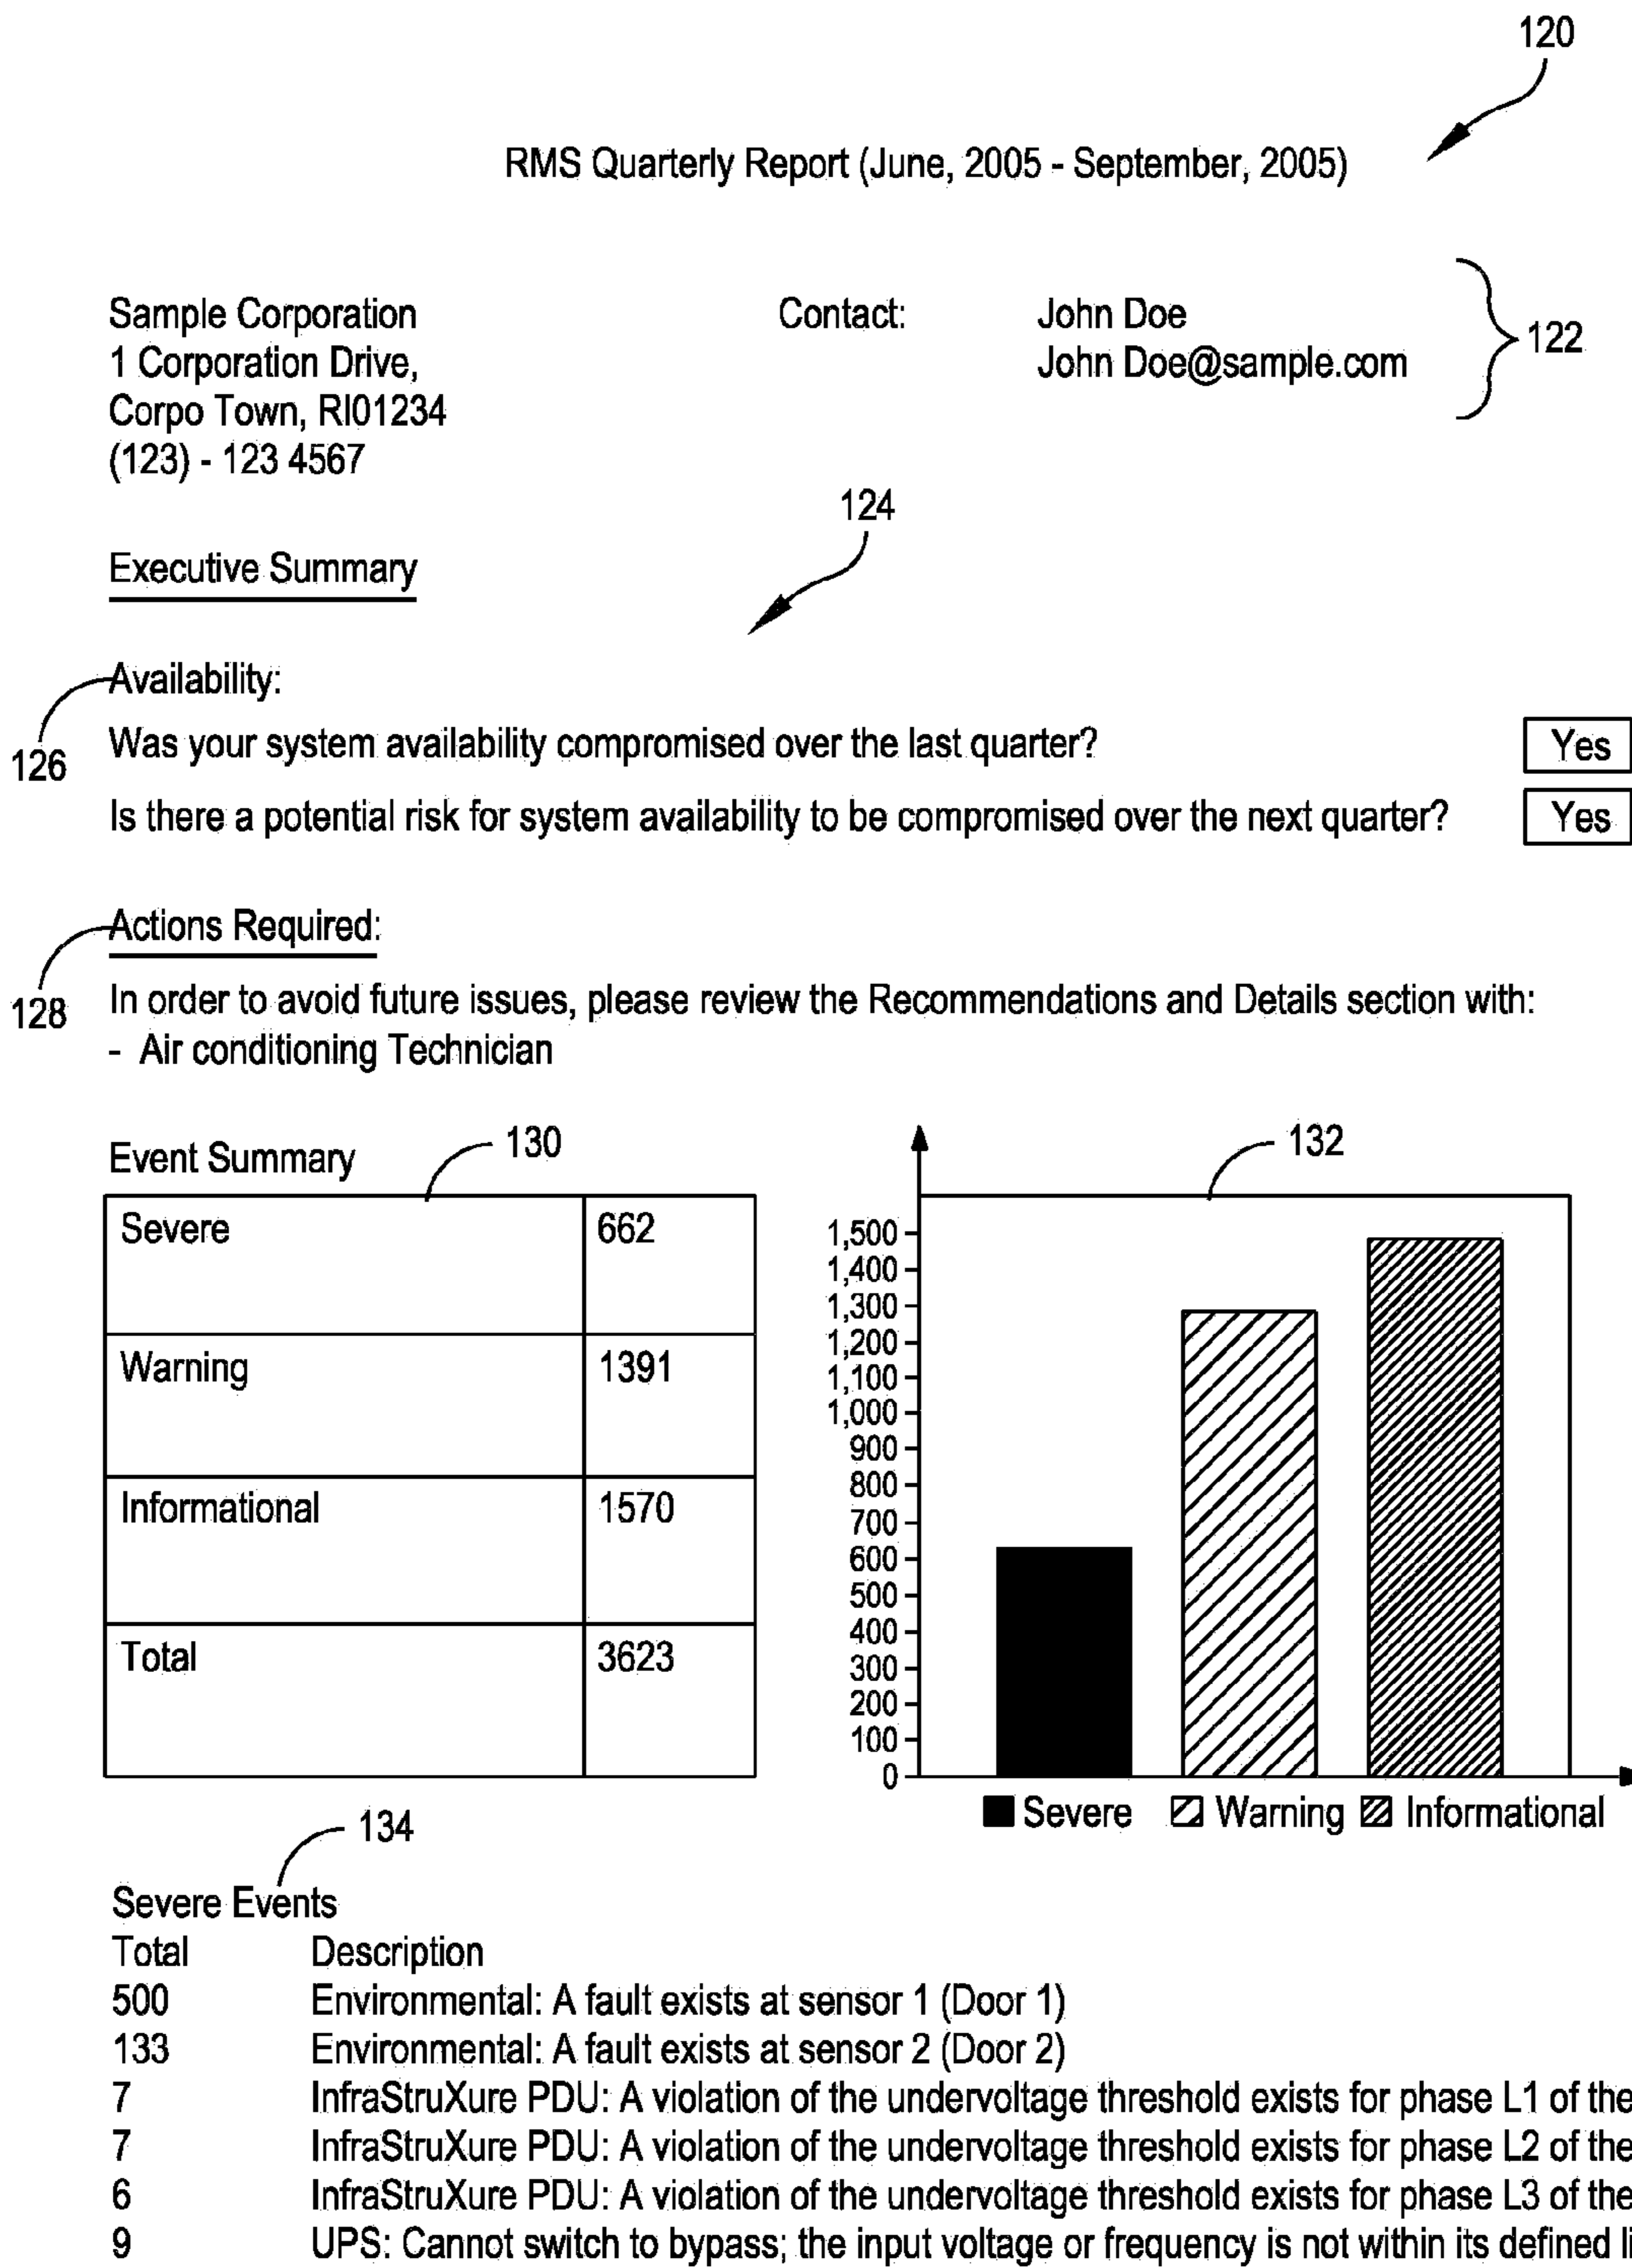 120
RMS Quarterly Report (June, 2005 - September, 2005)
Sample Corporation Contact: John Doe
1 Corporation Drive, John Doe@sample.com 122
Corpo Town, RI01234
(123) - 123 4567
124
Executive Summary
Availability:
126 Was your system availability compromised over the last quarter? Yes
Is there a potential risk for system availability to be compromised over the next quarter? Yes
Actions Required:
128 In order to avoid future issues, please review the Recommendations and Details section with:
- Air conditioning Technician
Event Summary 130
Severe 662
Warning 1391
Informational 1570
Total 3623
132
1,500
1,400
1,300
1,200
1,100
1,000
900
800
700
600
500
400
300
200
100
0
Severe Warning Informational
134
Severe Events
Total Description
500 Environmental: A fault exists at sensor 1 (Door 1)
133 Environmental: A fault exists at sensor 2 (Door 2)
7 InfraStruXure PDU: A violation of the undervoltage threshold exists for phase L1 of the
7 InfraStruXure PDU: A violation of the undervoltage threshold exists for phase L2 of the
6 InfraStruXure PDU: A violation of the undervoltage threshold exists for phase L3 of the
9 UPS: Cannot switch to bypass; the input voltage or frequency is not within its defined